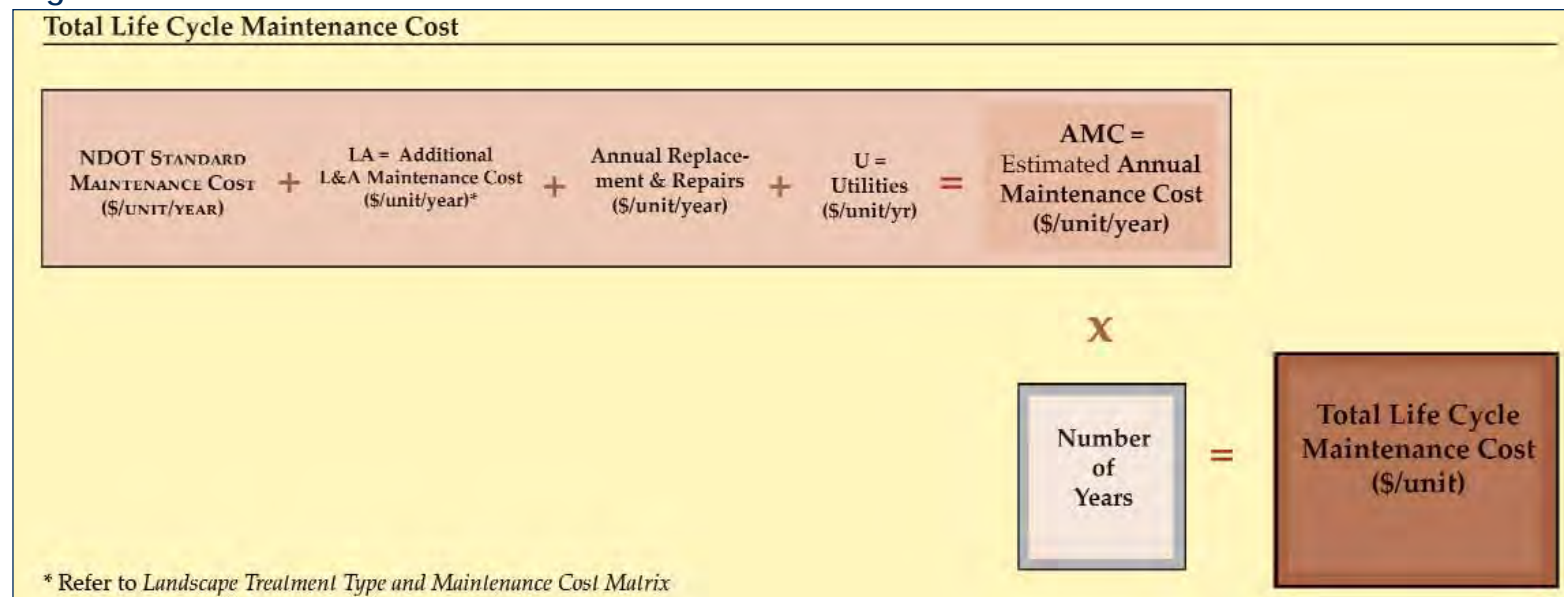 Total Life Cycle Maintenance Cost
NDOT STANDARD
MAINTENANCE COST
($/UNIT/YEAR)
+
LA = Additional
L&A Maintenance Cost
($/unit/year)*
+
Annual Replace-
ment & Repairs
($/unit/year)
+
U =
Utilities
($/unit/yr)
=
AMC =
Estimated Annual
Maintenance Cost
($/unit/year)
x
Number
of
Years
=
Total Life Cycle
Maintenance Cost
($/unit)
* Refer to Landscape Treatment Type and Maintenance Cost Matrix